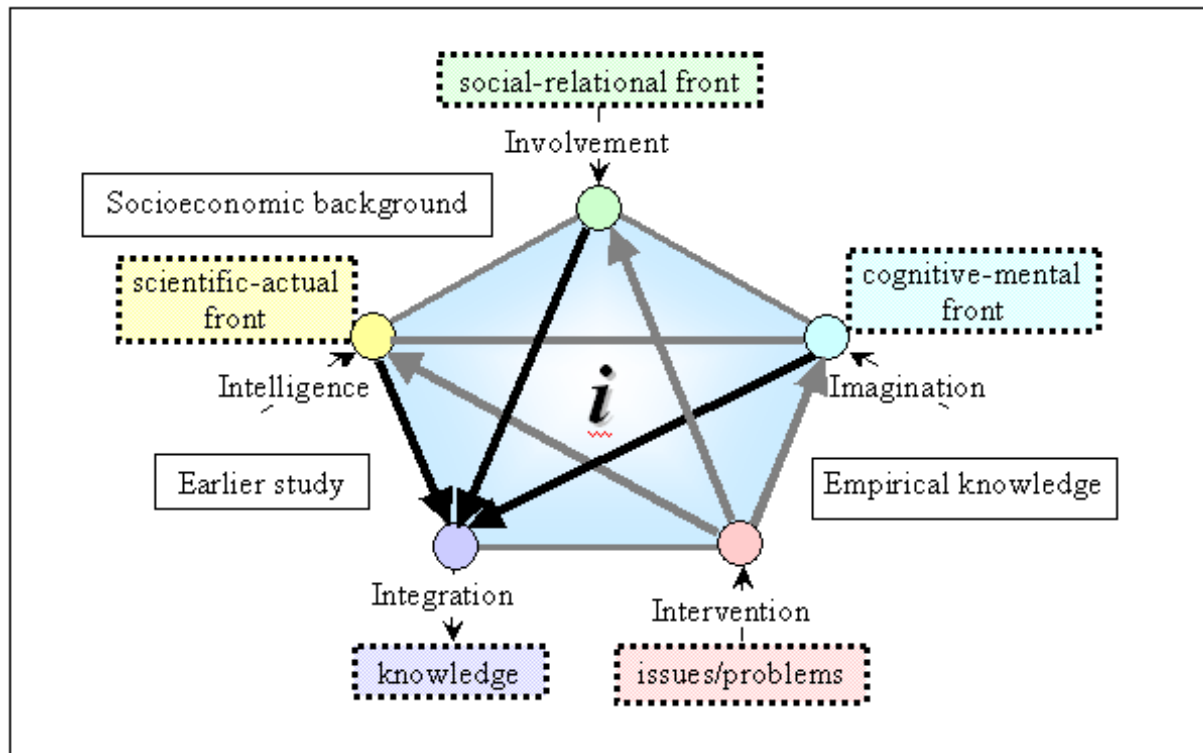 social-relational front
Involvement
Socioeconomic background
scientific-actual
front
cognitive-mental
front
Intelligence
i
Imagination
Earlier study
Empirical knowledge
Integration
Intervention
knowledge
issues/problems